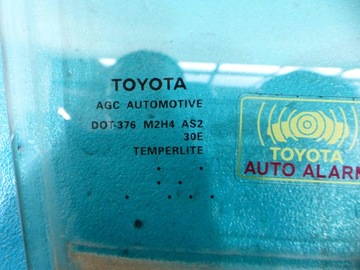 TOYOTA
AGC AUTOMOTIVE
DOT-376 M2H4 AS2
30E
TEMPERLITE
TOYOTA
AUTO ALARM